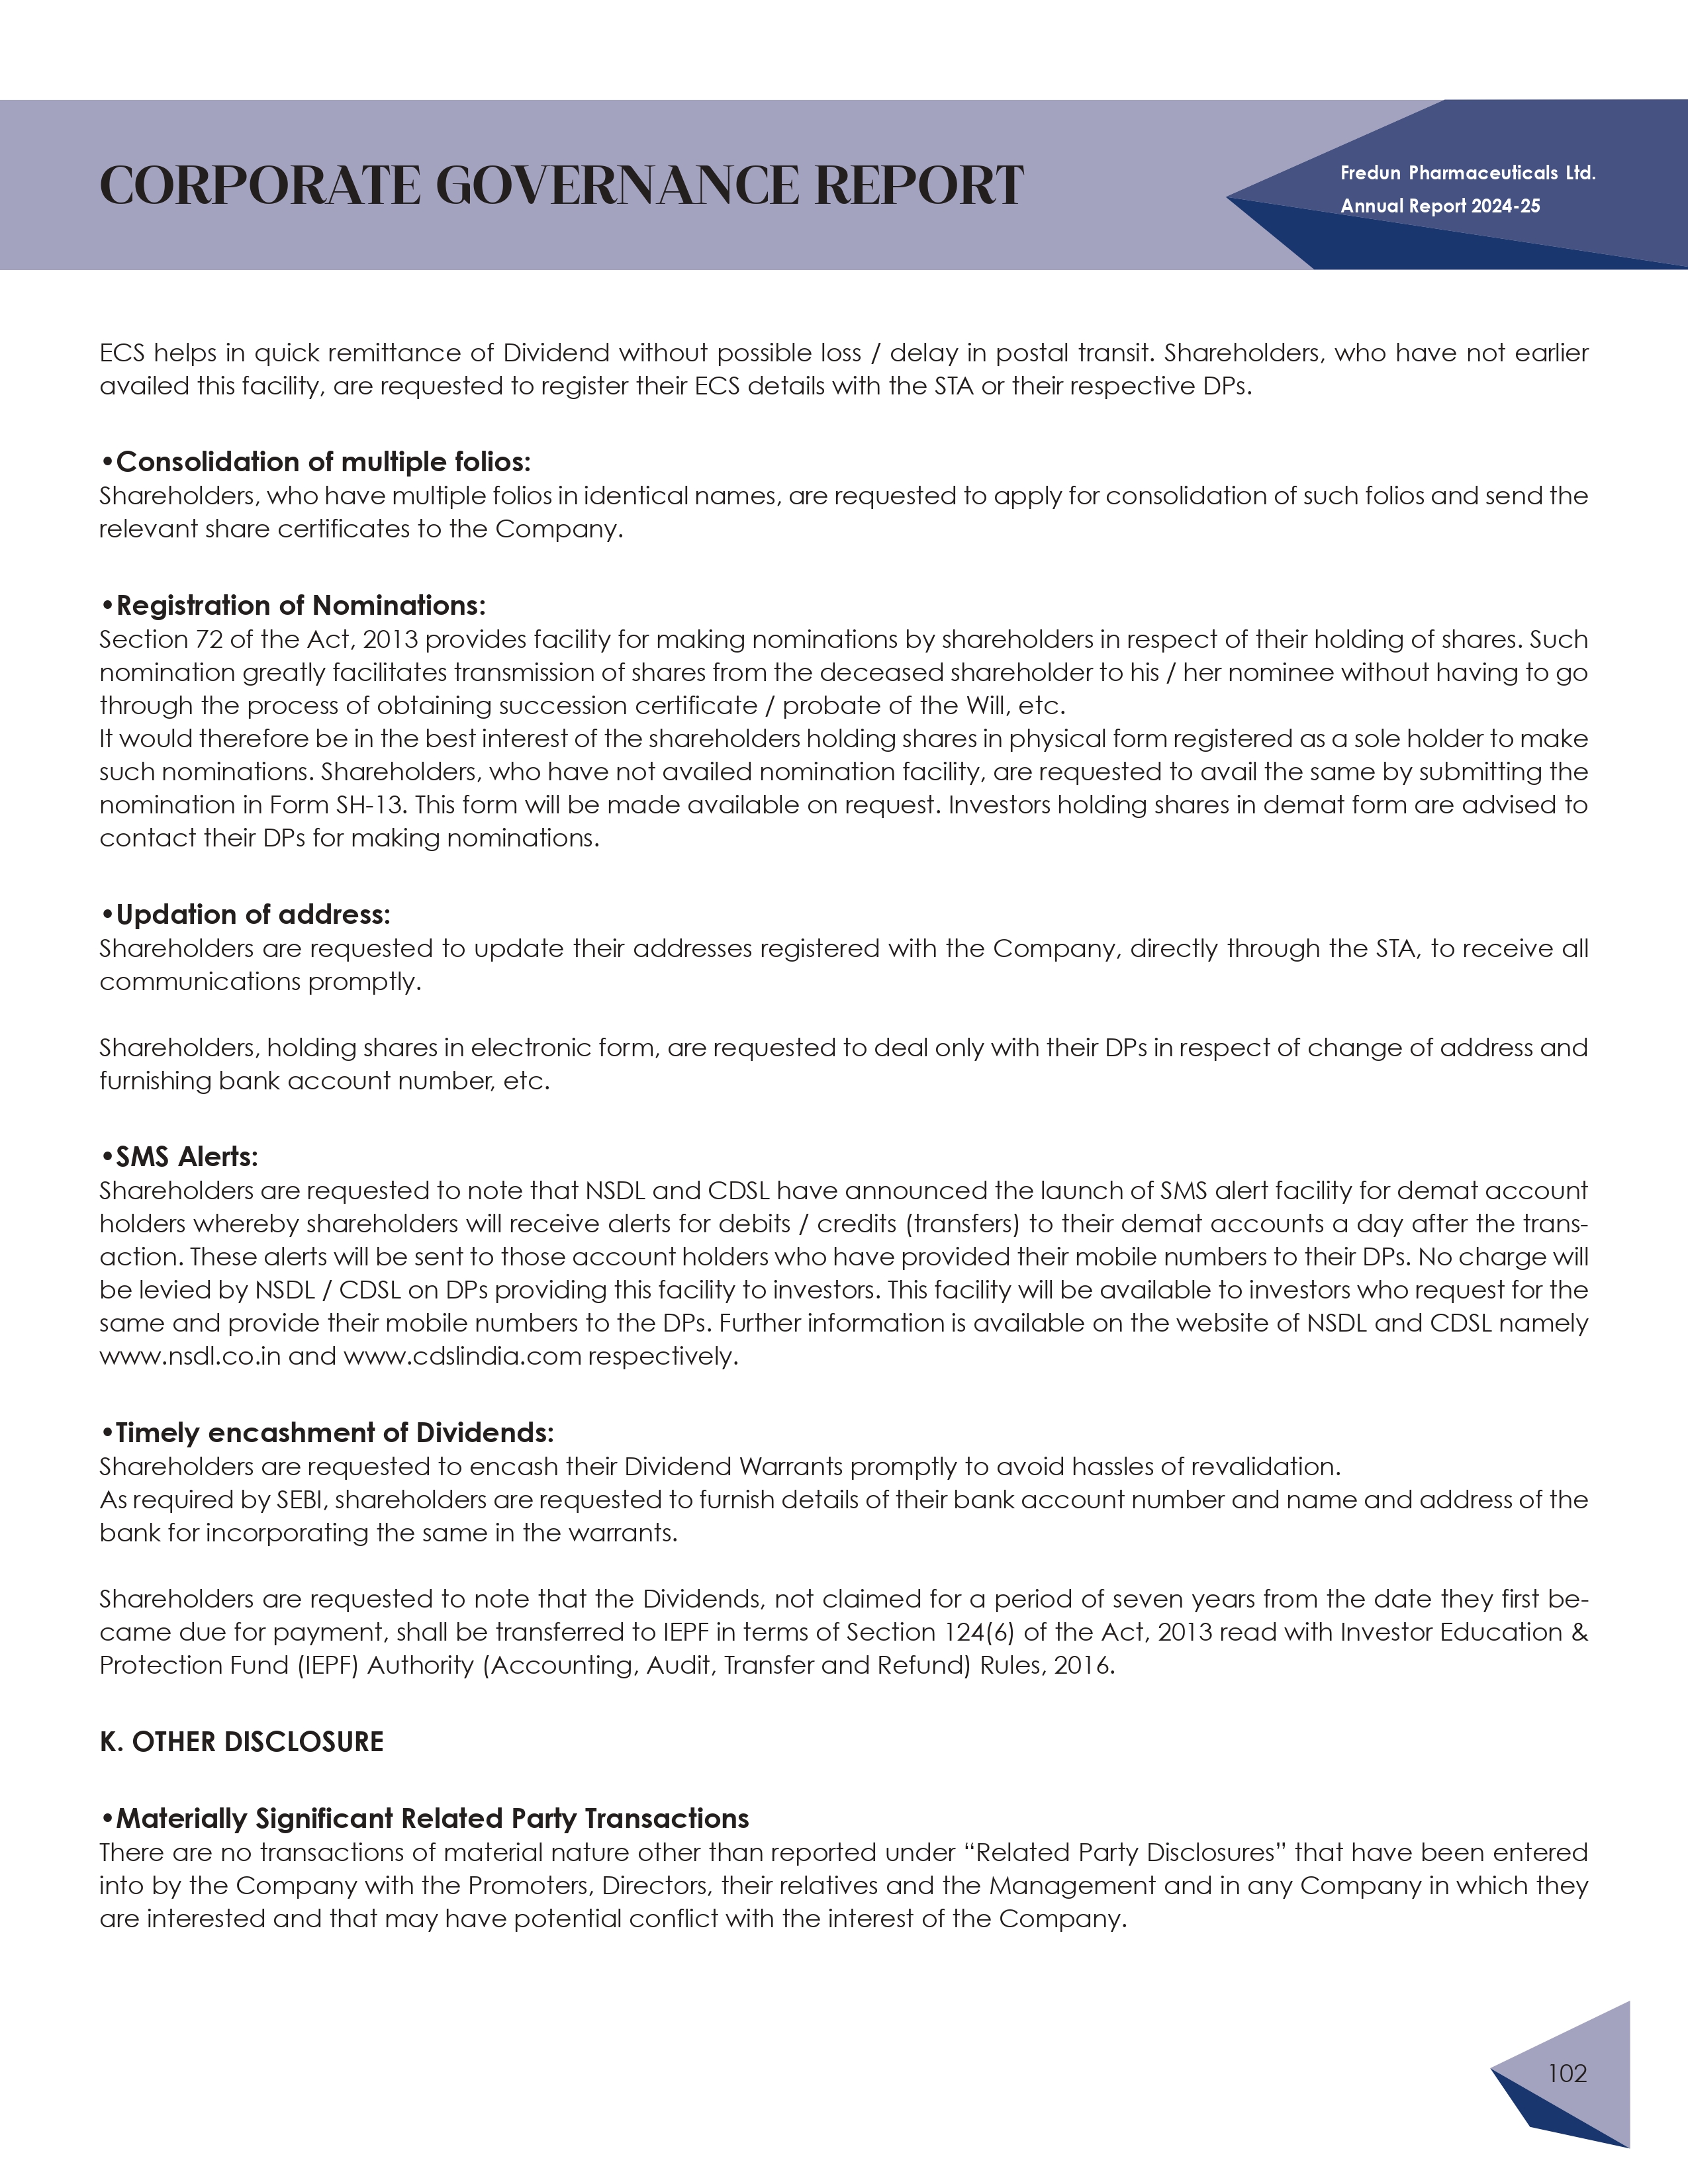 CORPORATE GOVERNANCE REPORT
Fredun Pharmaceuticals Ltd.
Annual Report 2024-25
ECS helps in quick remittance of Dividend without possible loss / delay in postal transit. Shareholders, who have not earlier
availed this facility, are requested to register their ECS details with the STA or their respective DPs.
•Consolidation of multiple folios:
Shareholders, who have multiple folios in identical names, are requested to apply for consolidation of such folios and send the
relevant share certificates to the Company.
•Registration of Nominations:
Section 72 of the Act, 2013 provides facility for making nominations by shareholders in respect of their holding of shares. Such
nomination greatly facilitates transmission of shares from the deceased shareholder to his / her nominee without having to go
through the process of obtaining succession certificate / probate of the Will, etc.
It would therefore be in the best interest of the shareholders holding shares in physical form registered as a sole holder to make
such nominations. Shareholders, who have not availed nomination facility, are requested to avail the same by submitting the
nomination in Form SH-13. This form will be made available on request. Investors holding shares in demat form are advised to
contact their DPs for making nominations.
•Updation of address:
Shareholders are requested to update their addresses registered with the Company, directly through the STA, to receive all
communications promptly.
Shareholders, holding shares in electronic form, are requested to deal only with their DPs in respect of change of address and
furnishing bank account number, etc.
•SMS Alerts:
Shareholders are requested to note that NSDL and CDSL have announced the launch of SMS alert facility for demat account
holders whereby shareholders will receive alerts for debits / credits (transfers) to their demat accounts a day after the trans-
action. These alerts will be sent to those account holders who have provided their mobile numbers to their DPs. No charge will
be levied by NSDL / CDSL on DPs providing this facility to investors. This facility will be available to investors who request for the
same and provide their mobile numbers to the DPs. Further information is available on the website of NSDL and CDSL namely
www.nsdl.co.in and www.cdslindia.com respectively.
•Timely encashment of Dividends:
Shareholders are requested to encash their Dividend Warrants promptly to avoid hassles of revalidation.
As required by SEBI, shareholders are requested to furnish details of their bank account number and name and address of the
bank for incorporating the same in the warrants.
Shareholders are requested to note that the Dividends, not claimed for a period of seven years from the date they first be-
came due for payment, shall be transferred to IEPF in terms of Section 124(6) of the Act, 2013 read with Investor Education &
Protection Fund (IEPF) Authority (Accounting, Audit, Transfer and Refund) Rules, 2016.
K. OTHER DISCLOSURE
•Materially Significant Related Party Transactions
There are no transactions of material nature other than reported under “Related Party Disclosures” that have been entered
into by the Company with the Promoters, Directors, their relatives and the Management and in any Company in which they
are interested and that may have potential conflict with the interest of the Company.
102